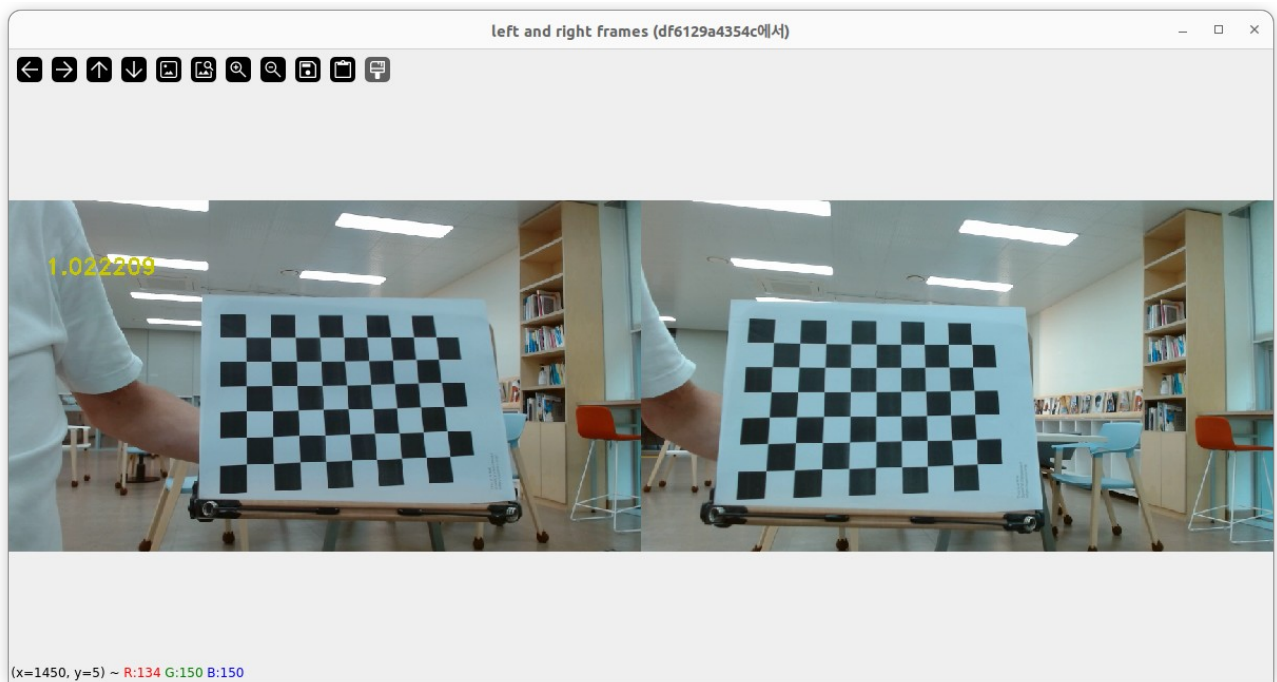 left and right frames (df6129a4354c에서)
1.022209
(x=1450, y=5) ~ R:134 G:150 B:150